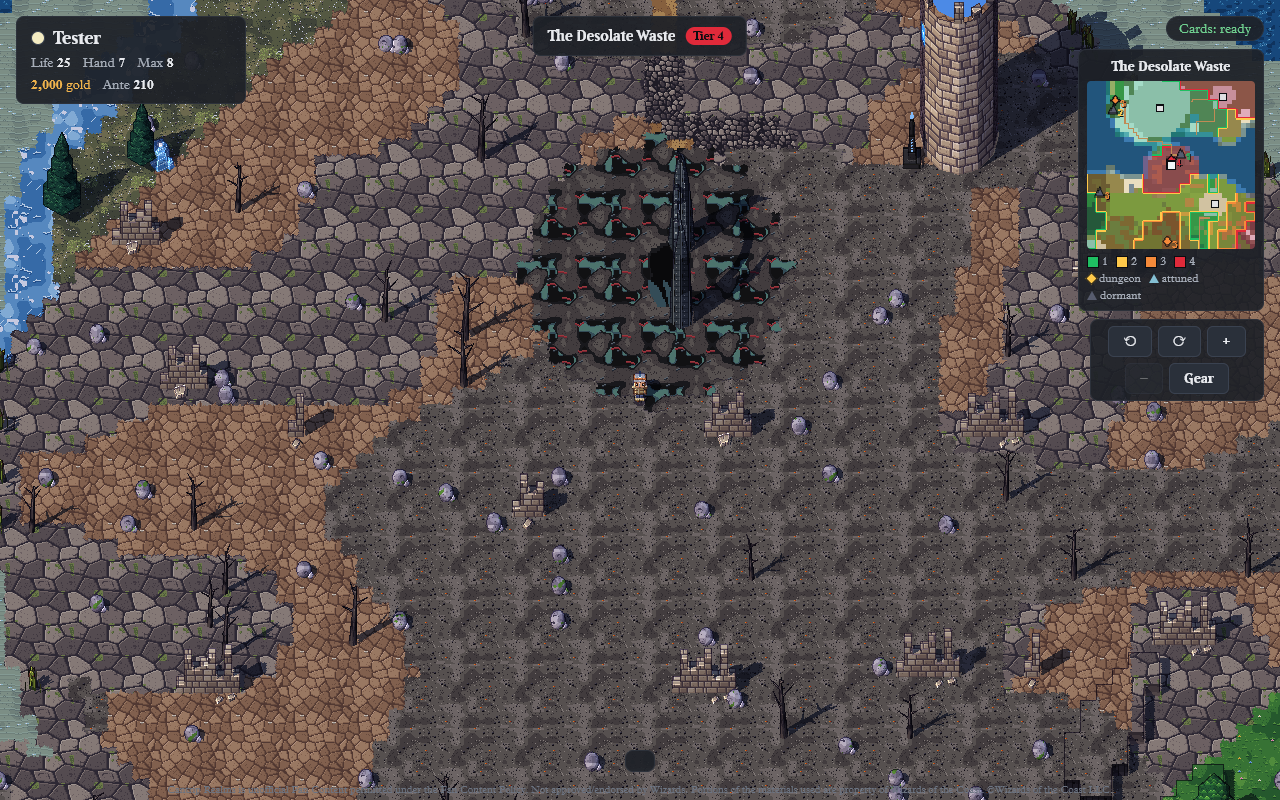 Tester
Life 25 Hand 7 Max 8
2,000 gold Ante 210
The Desolate Waste Tier 4
Cards: ready
The Desolate Waste
1 2 3 4
dungeon attuned
dormant
+
−
Gear